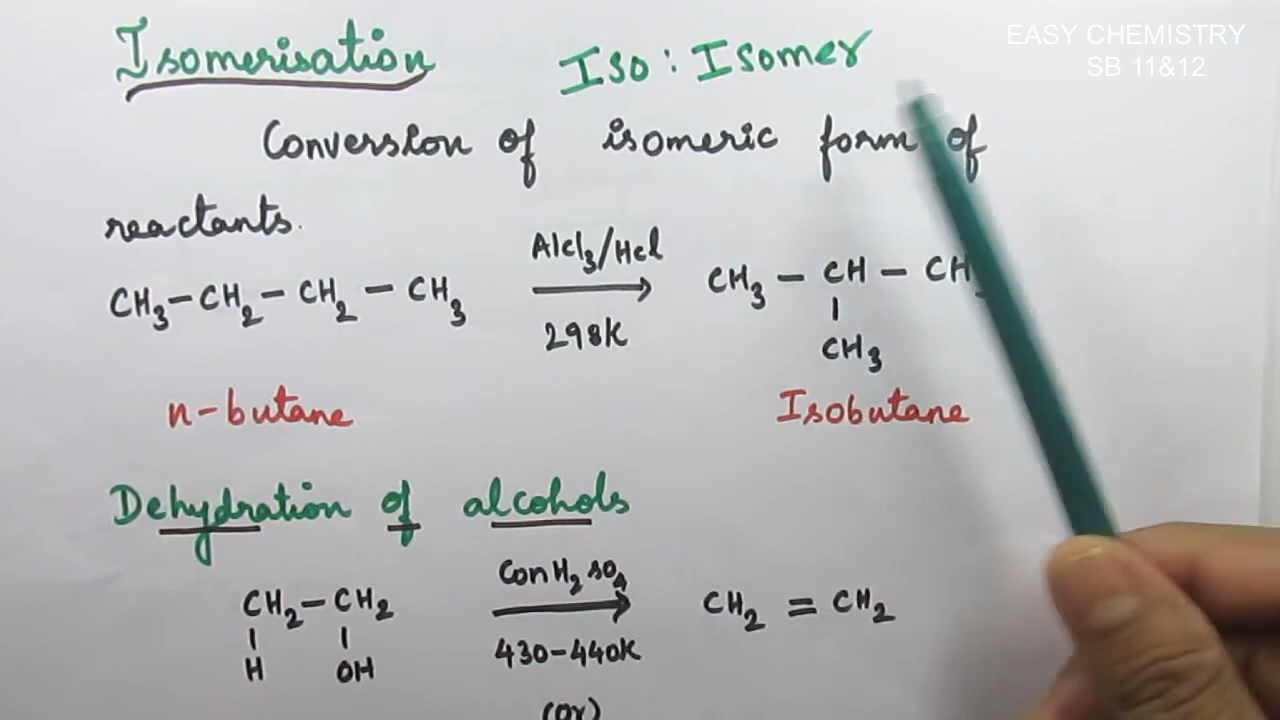 EASY CHEMISTRY
SB 11&12
Isomerisation Iso : Isomer
Conversion of isomeric form of
reactants.
AlCl3/HCl
CH3 − CH2 − CH2 − CH3 → CH3 − CH − CH
298K
CH3
n-butane Isobutane
Dehydration of alcohols
Con H2SO4
CH2 − CH2 → CH2 = CH2
H OH 430-440K
(or)